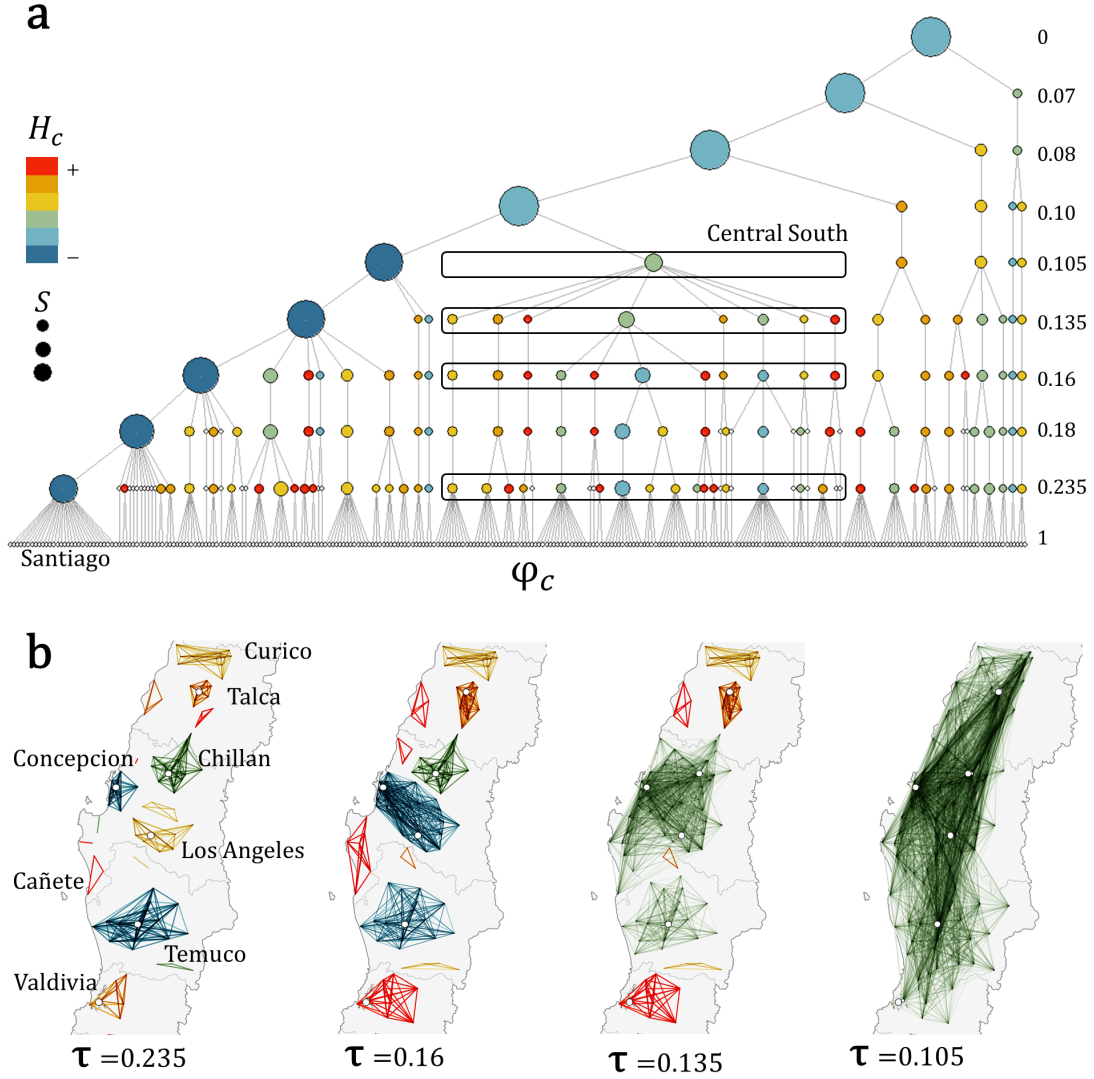 a
0
0.07
H_c
0.08
+
0.10
Central South
–
0.105
S
0.135
0.16
0.18
0.235
1
Santiago
φ_c
b
Curico
Talca
Concepcion
Chillan
Los Angeles
Cañete
Temuco
Valdivia
τ =0.235
τ =0.16
τ =0.135
τ =0.105